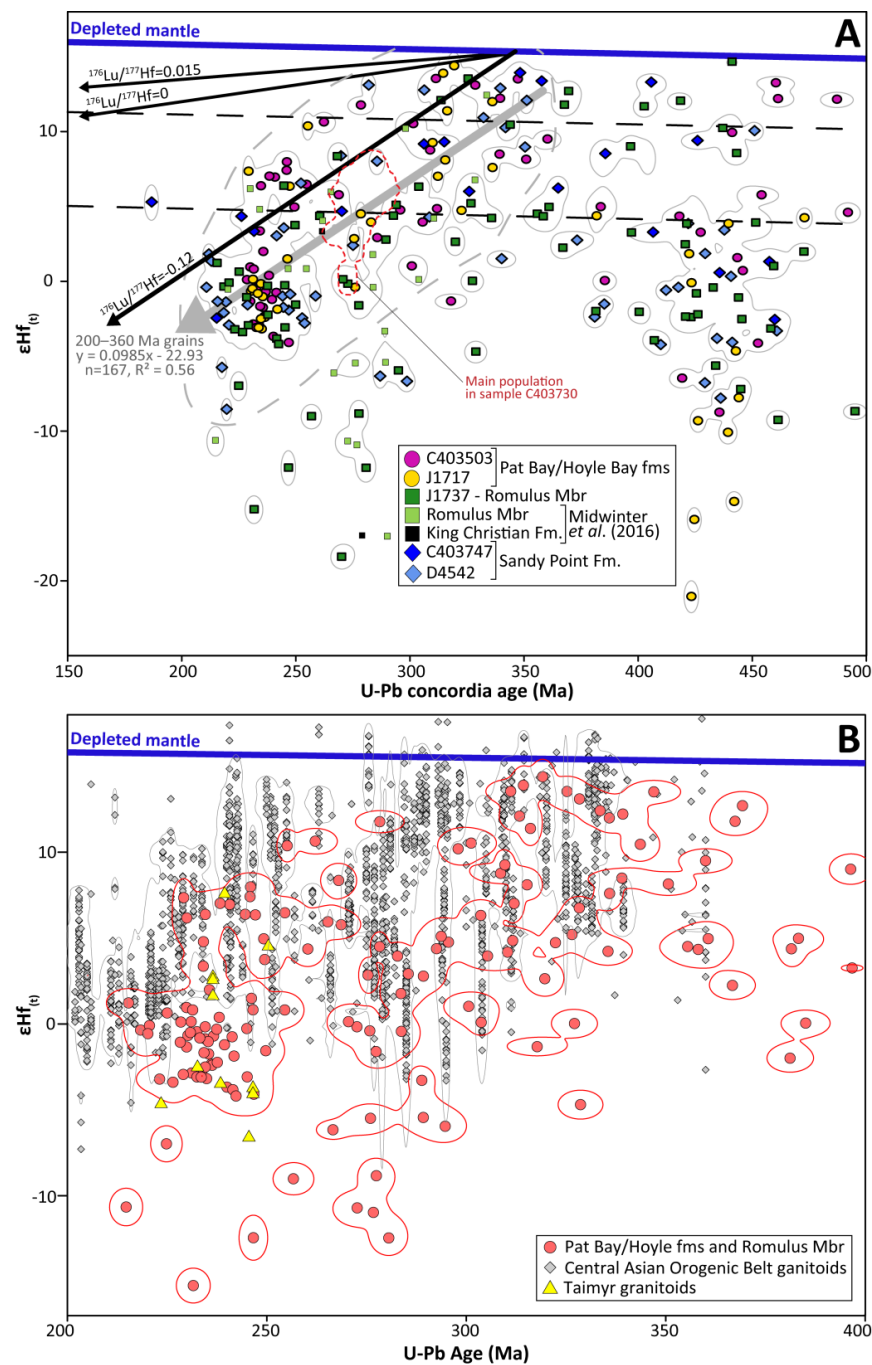 Depleted mantle
A
¹⁷⁶Lu/¹⁷⁷Hf=0.015
¹⁷⁶Lu/¹⁷⁷Hf=0
¹⁷⁶Lu/¹⁷⁷Hf=-0.12
10
0
-10
-20
εHf(t)
200–360 Ma grains
y = 0.0985x - 22.93
n=167, R² = 0.56
Main population
in sample C403730
C403503
J1717
Pat Bay/Hoyle Bay fms
J1737 - Romulus Mbr
Romulus Mbr
King Christian Fm.
Midwinter
et al. (2016)
C403747
D4542
Sandy Point Fm.
150 200 250 300 350 400 450 500
U-Pb concordia age (Ma)
Depleted mantle
B
10
0
-10
εHf(t)
Pat Bay/Hoyle fms and Romulus Mbr
Central Asian Orogenic Belt ganitoids
Taimyr granitoids
200 250 300 350 400
U-Pb Age (Ma)